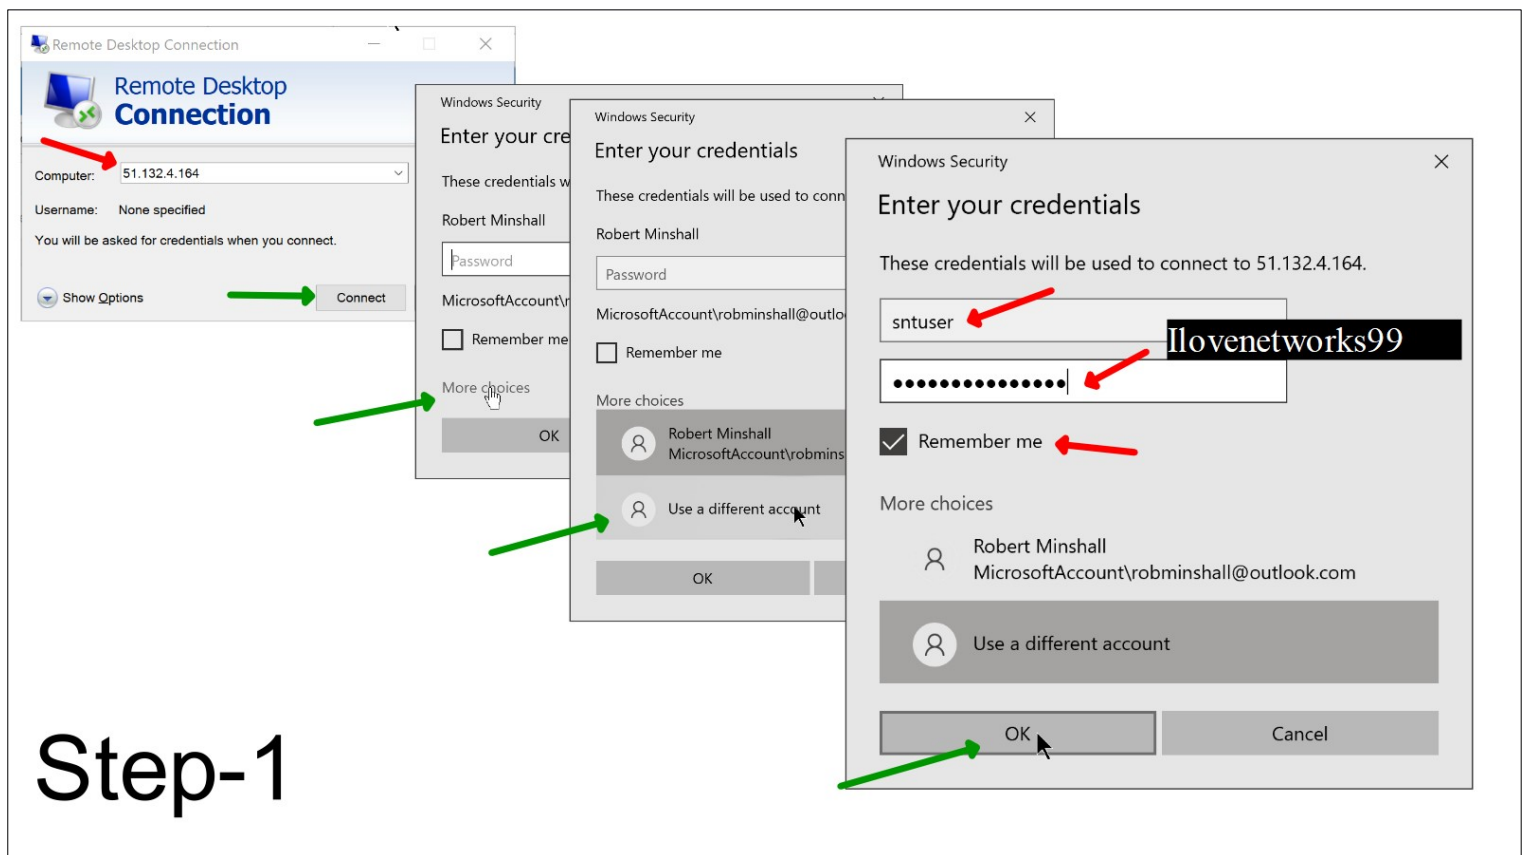 Remote Desktop Connection
Remote Desktop
Connection
Computer:
51.132.4.164
Username:
None specified
You will be asked for credentials when you connect.
Show Options
Connect
Windows Security
Enter your cre
These credentials w
Robert Minshall
Password
MicrosoftAccount\r
Remember me
More choices
OK
Windows Security
Enter your credentials
These credentials will be used to conn
Robert Minshall
Password
MicrosoftAccount\robminshall@outloo
Remember me
More choices
Robert Minshall
MicrosoftAccount\robmins
Use a different account
OK
Windows Security
Enter your credentials
These credentials will be used to connect to 51.132.4.164.
sntuser
Ilovenetworks99
●●●●●●●●●●●●●●●
Remember me
More choices
Robert Minshall
MicrosoftAccount\robminshall@outlook.com
Use a different account
OK
Cancel
Step-1